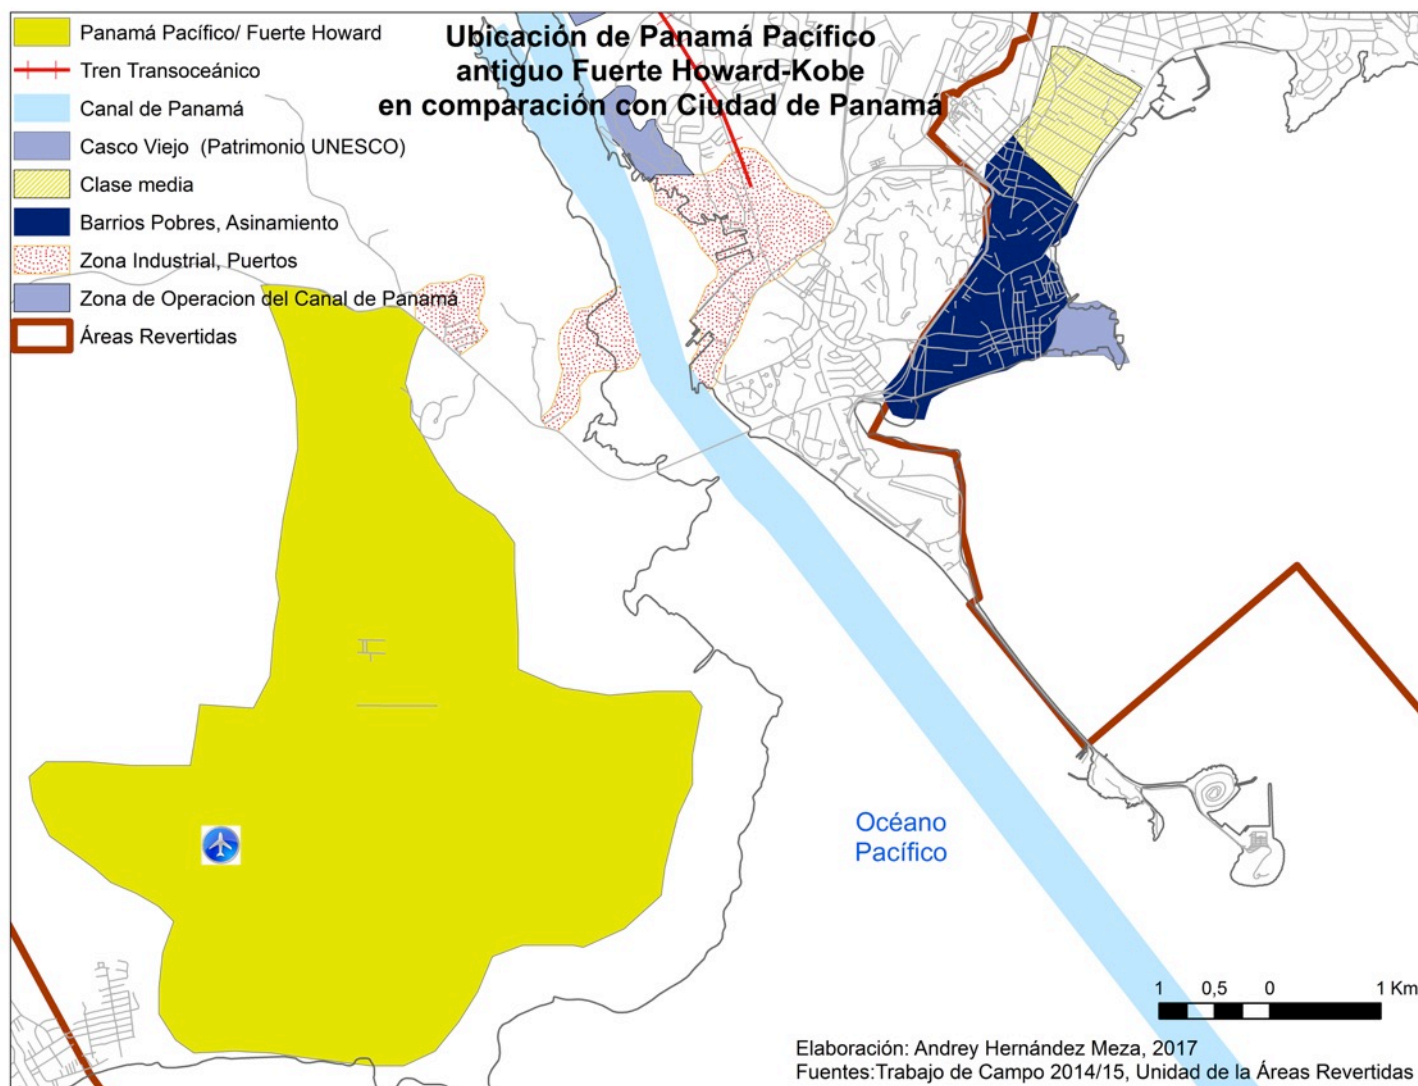 Ubicación de Panamá Pacífico
antiguo Fuerte Howard-Kobe
en comparación con Ciudad de Panamá
Panamá Pacífico/ Fuerte Howard
Tren Transoceánico
Canal de Panamá
Casco Viejo (Patrimonio UNESCO)
Clase media
Barrios Pobres, Asinamiento
Zona Industrial, Puertos
Zona de Operacion del Canal de Panamá
Áreas Revertidas
Océano
Pacífico
1 0,5 0 1 Km
Elaboración: Andrey Hernández Meza, 2017
Fuentes:Trabajo de Campo 2014/15, Unidad de la Áreas Revertidas